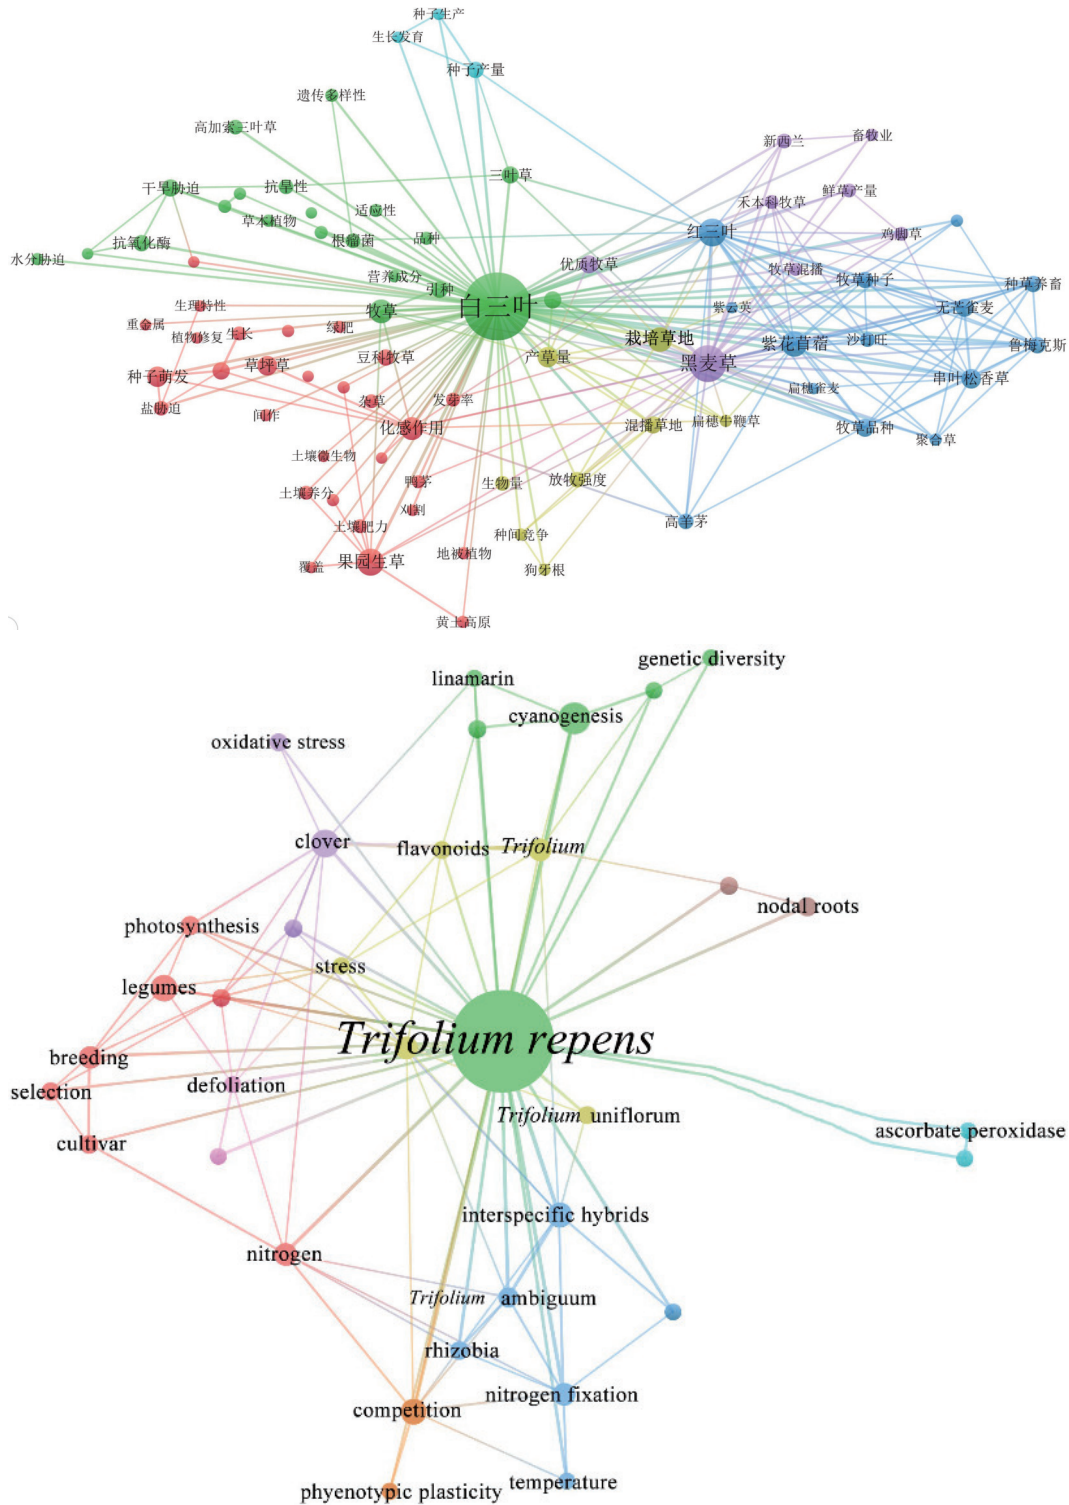 种子生产
生长发育
种子产量
遗传多样性
高加索三叶草
新西兰
畜牧业
三叶草
干旱胁迫
抗旱性
鲜草产量
禾本科牧草
适应性
草本植物
红三叶
鸡脚草
抗氧化酶
根瘤菌
品种
水分胁迫
优质牧草
牧草混播
营养成分
引种
牧草种子
种草养畜
白三叶
生理特性
牧草
紫云英
无芒雀麦
重金属
植物修复
生长
绿肥
栽培草地
紫花苜蓿
沙打旺
鲁梅克斯
豆科牧草
产草量
黑麦草
种子萌发
草坪草
串叶松香草
扁穗雀麦
盐胁迫
间作
杂草
发芽率
化感作用
混播草地
扁穗牛鞭草
牧草品种
聚合草
土壤微生物
土壤养分
鸭茅
生物量
放牧强度
刈割
土壤肥力
高羊茅
种间竞争
覆盖
果园生草
地被植物
狗牙根
黄土高原
genetic diversity
linamarin
cyanogenesis
oxidative stress
clover
flavonoids
Trifolium
nodal roots
photosynthesis
stress
legumes
Trifolium repens
breeding
selection
defoliation
Trifolium uniflorum
ascorbate peroxidase
cultivar
interspecific hybrids
nitrogen
Trifolium ambiguum
rhizobia
nitrogen fixation
competition
temperature
phyenotypic plasticity